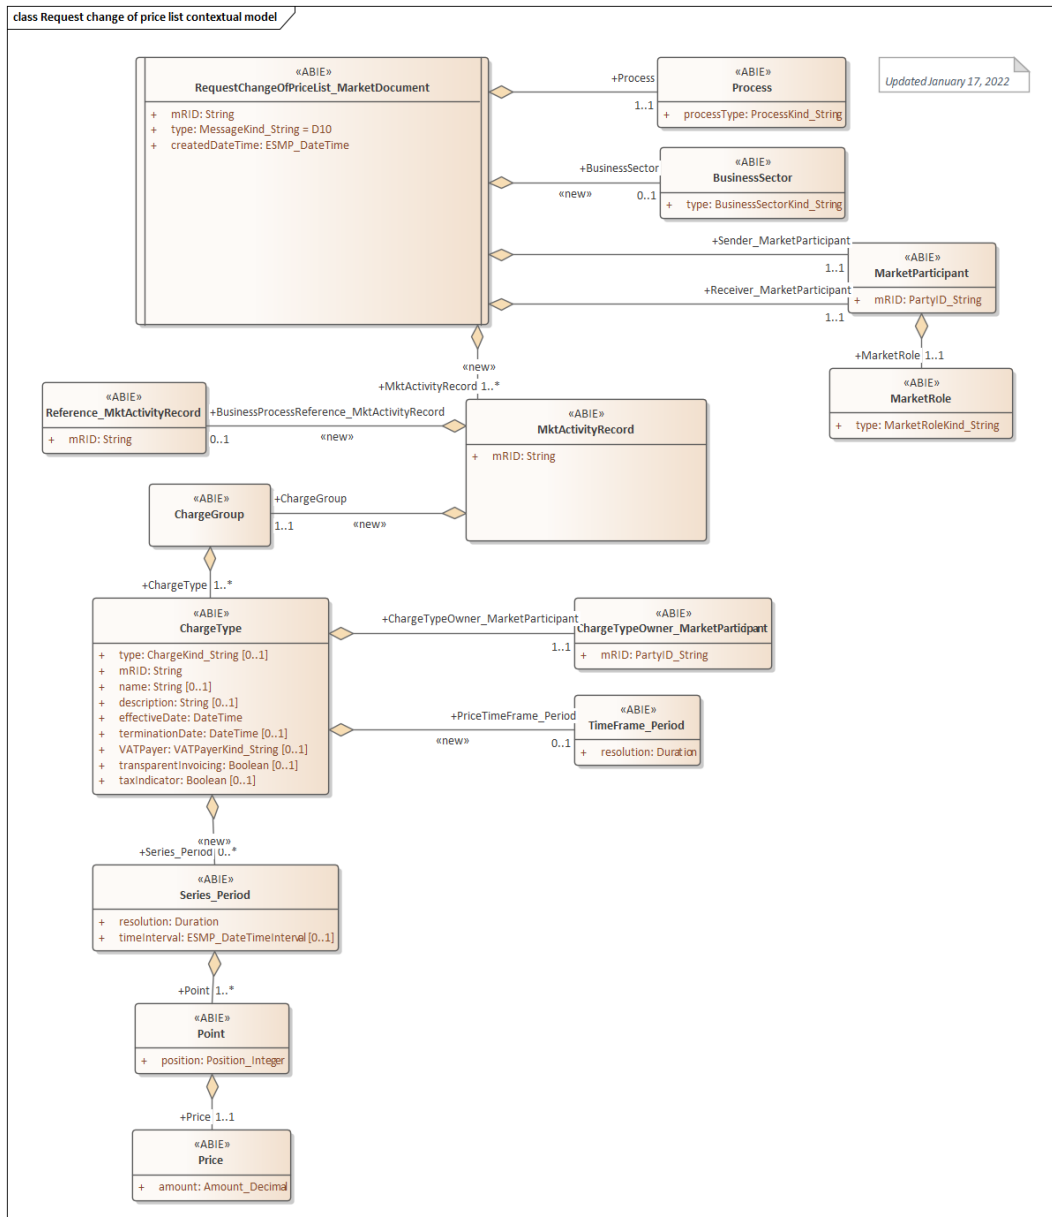 class Request change of price list contextual model
«ABIE»
RequestChangeOfPriceList_MarketDocument
+ mRID: String
+ type: MessageKind_String = D10
+ createdDateTime: ESMP_DateTime
+Process
1..1
«ABIE»
Process
+ processType: ProcessKind_String
Updated January 17, 2022
+BusinessSector
«new»
0..1
«ABIE»
BusinessSector
+ type: BusinessSectorKind_String
+Sender_MarketParticipant
1..1
+Receiver_MarketParticipant
1..1
«ABIE»
MarketParticipant
+ mRID: PartyID_String
+MarketRole 1..1
«ABIE»
MarketRole
+ type: MarketRoleKind_String
«new»
+MktActivityRecord 1..*
«ABIE»
Reference_MktActivityRecord
+ mRID: String
+BusinessProcessReference_MktActivityRecord
0..1
«new»
«ABIE»
MktActivityRecord
+ mRID: String
«ABIE»
ChargeGroup
+ChargeGroup
1..1
«new»
+ChargeType 1..*
«ABIE»
ChargeType
+ type: ChargeKind_String [0..1]
+ mRID: String
+ name: String [0..1]
+ description: String [0..1]
+ effectiveDate: DateTime
+ terminationDate: DateTime [0..1]
+ VATPayer: VATPayerKind_String [0..1]
+ transparentInvoicing: Boolean [0..1]
+ taxIndicator: Boolean [0..1]
+ChargeTypeOwner_MarketParticipant
1..1
«ABIE»
ChargeTypeOwner_MarketParticipant
+ mRID: PartyID_String
+PriceTimeFrame_Period
«new»
0..1
«ABIE»
TimeFrame_Period
+ resolution: Duration
«new»
+Series_Period 0..*
«ABIE»
Series_Period
+ resolution: Duration
+ timeInterval: ESMP_DateTimeInterval [0..1]
+Point 1..*
«ABIE»
Point
+ position: Position_Integer
+Price 1..1
«ABIE»
Price
+ amount: Amount_Decimal